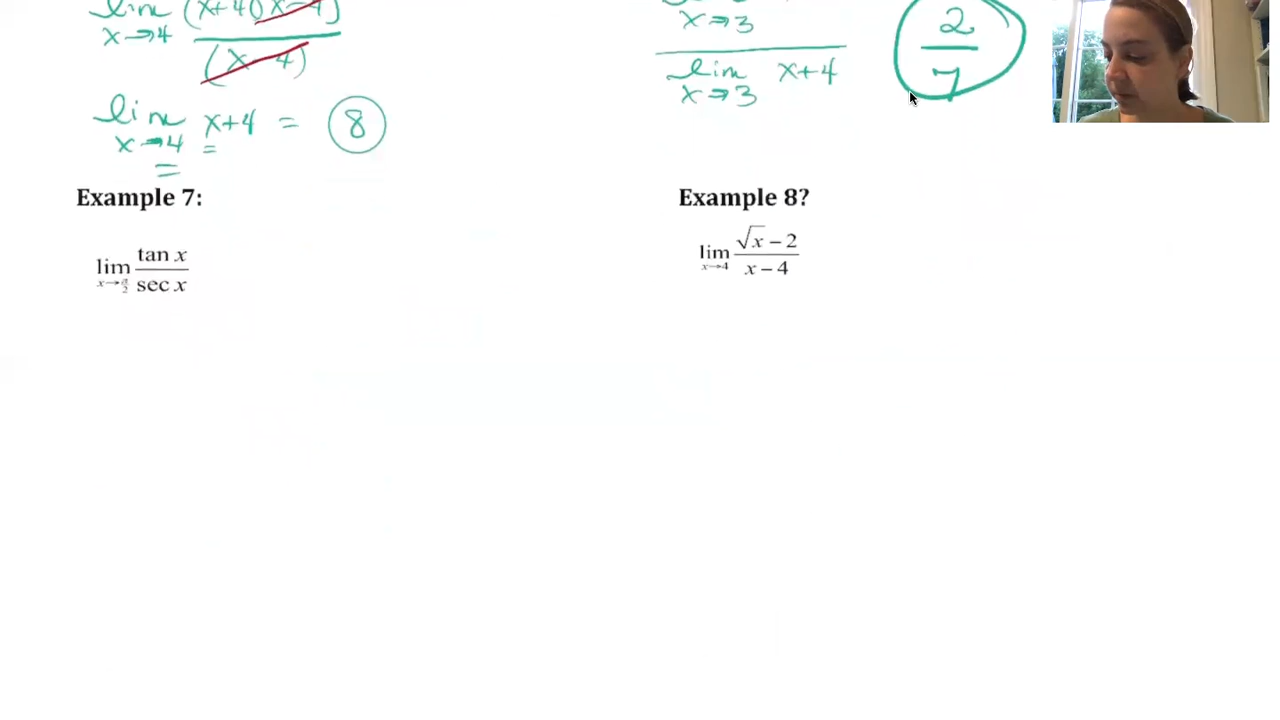 lim (x+4)(x-4)
x→4 (x-4)
lim x+4 = 8
x→4
x→3
lim x+4
x→3
2
7
Example 7:
lim tan x
x→π/2 sec x
Example 8?
lim √x – 2
x→4 x – 4